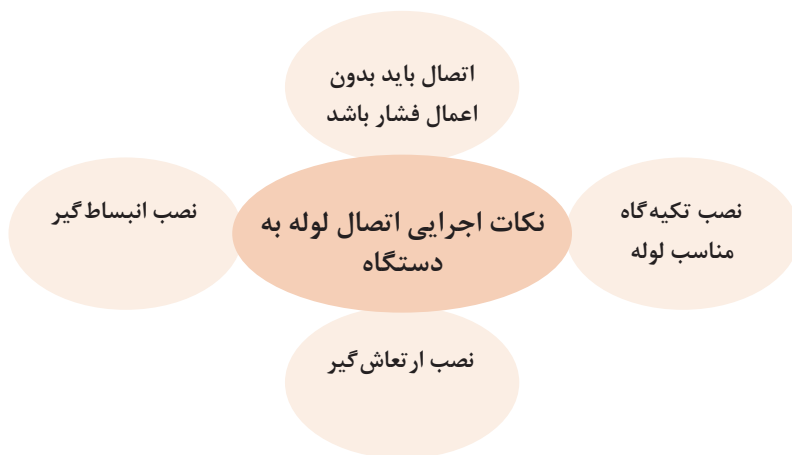 اتصال باید بدون
اعمال فشار باشد
نکات اجرایی اتصال لوله به
دستگاه
نصب تکیه‌گاه
مناسب لوله
نصب انبساط‌گیر
نصب ارتعاش‌گیر